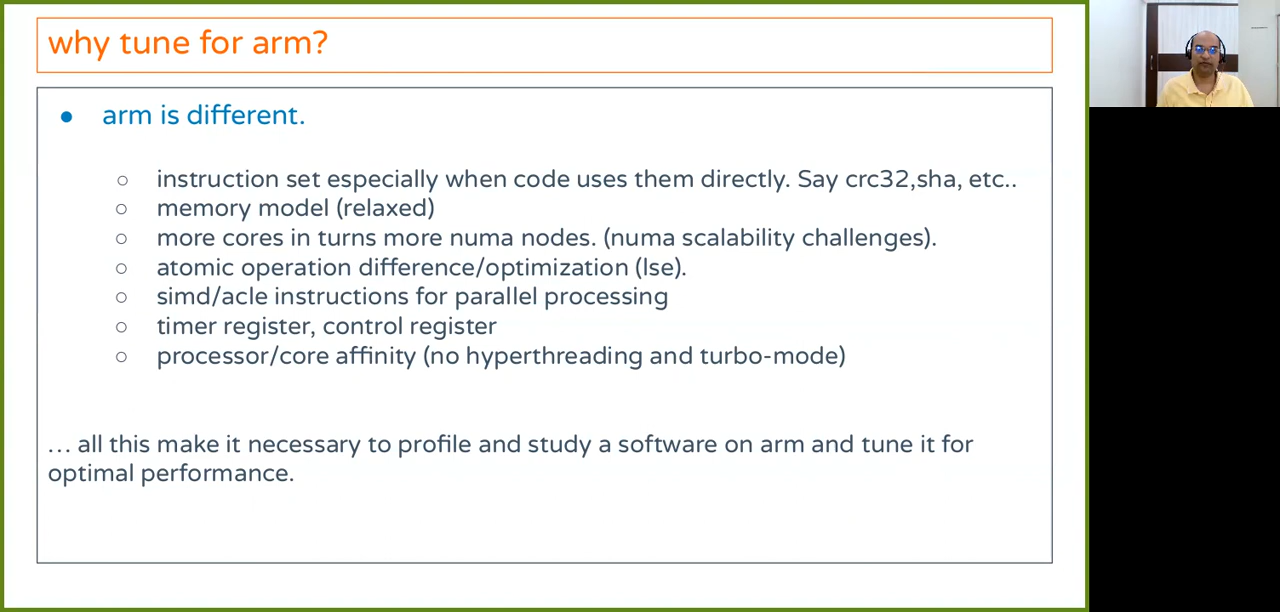 why tune for arm?
● arm is different.
○ instruction set especially when code uses them directly. Say crc32,sha, etc..
○ memory model (relaxed)
○ more cores in turns more numa nodes. (numa scalability challenges).
○ atomic operation difference/optimization (lse).
○ simd/acle instructions for parallel processing
○ timer register, control register
○ processor/core affinity (no hyperthreading and turbo-mode)
… all this make it necessary to profile and study a software on arm and tune it for
optimal performance.